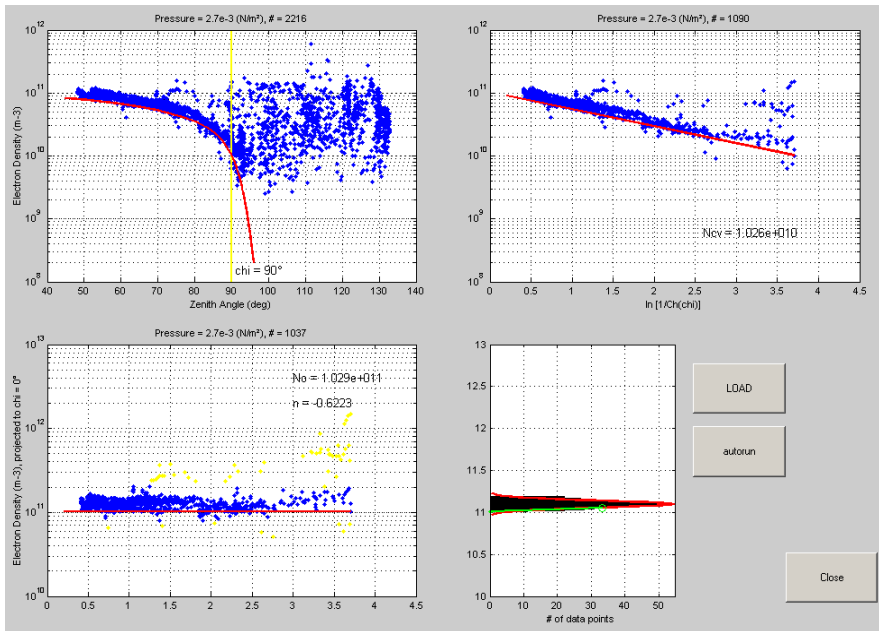 Pressure = 2.7e-3 (N/m²), # = 2216
10^12
10^11
10^10
10^9
10^8
Electron Density (m-3)
chi = 90°
40 50 60 70 80 90 100 110 120 130 140
Zenith Angle (deg)
Pressure = 2.7e-3 (N/m²), # = 1090
10^12
10^11
10^10
10^9
10^8
Ncv = 1.026e+010
0 0.5 1 1.5 2 2.5 3 3.5 4 4.5
ln [1/Ch(chi)]
Pressure = 2.7e-3 (N/m²), # = 1037
10^13
10^12
10^11
10^10
Electron Density (m-3), projected to chi = 0°
No = 1.029e+011
n = -0.6223
0 0.5 1 1.5 2 2.5 3 3.5 4 4.5
13
12.5
12
11.5
11
10.5
10
0 10 20 30 40 50
# of data points
LOAD
autorun
Close